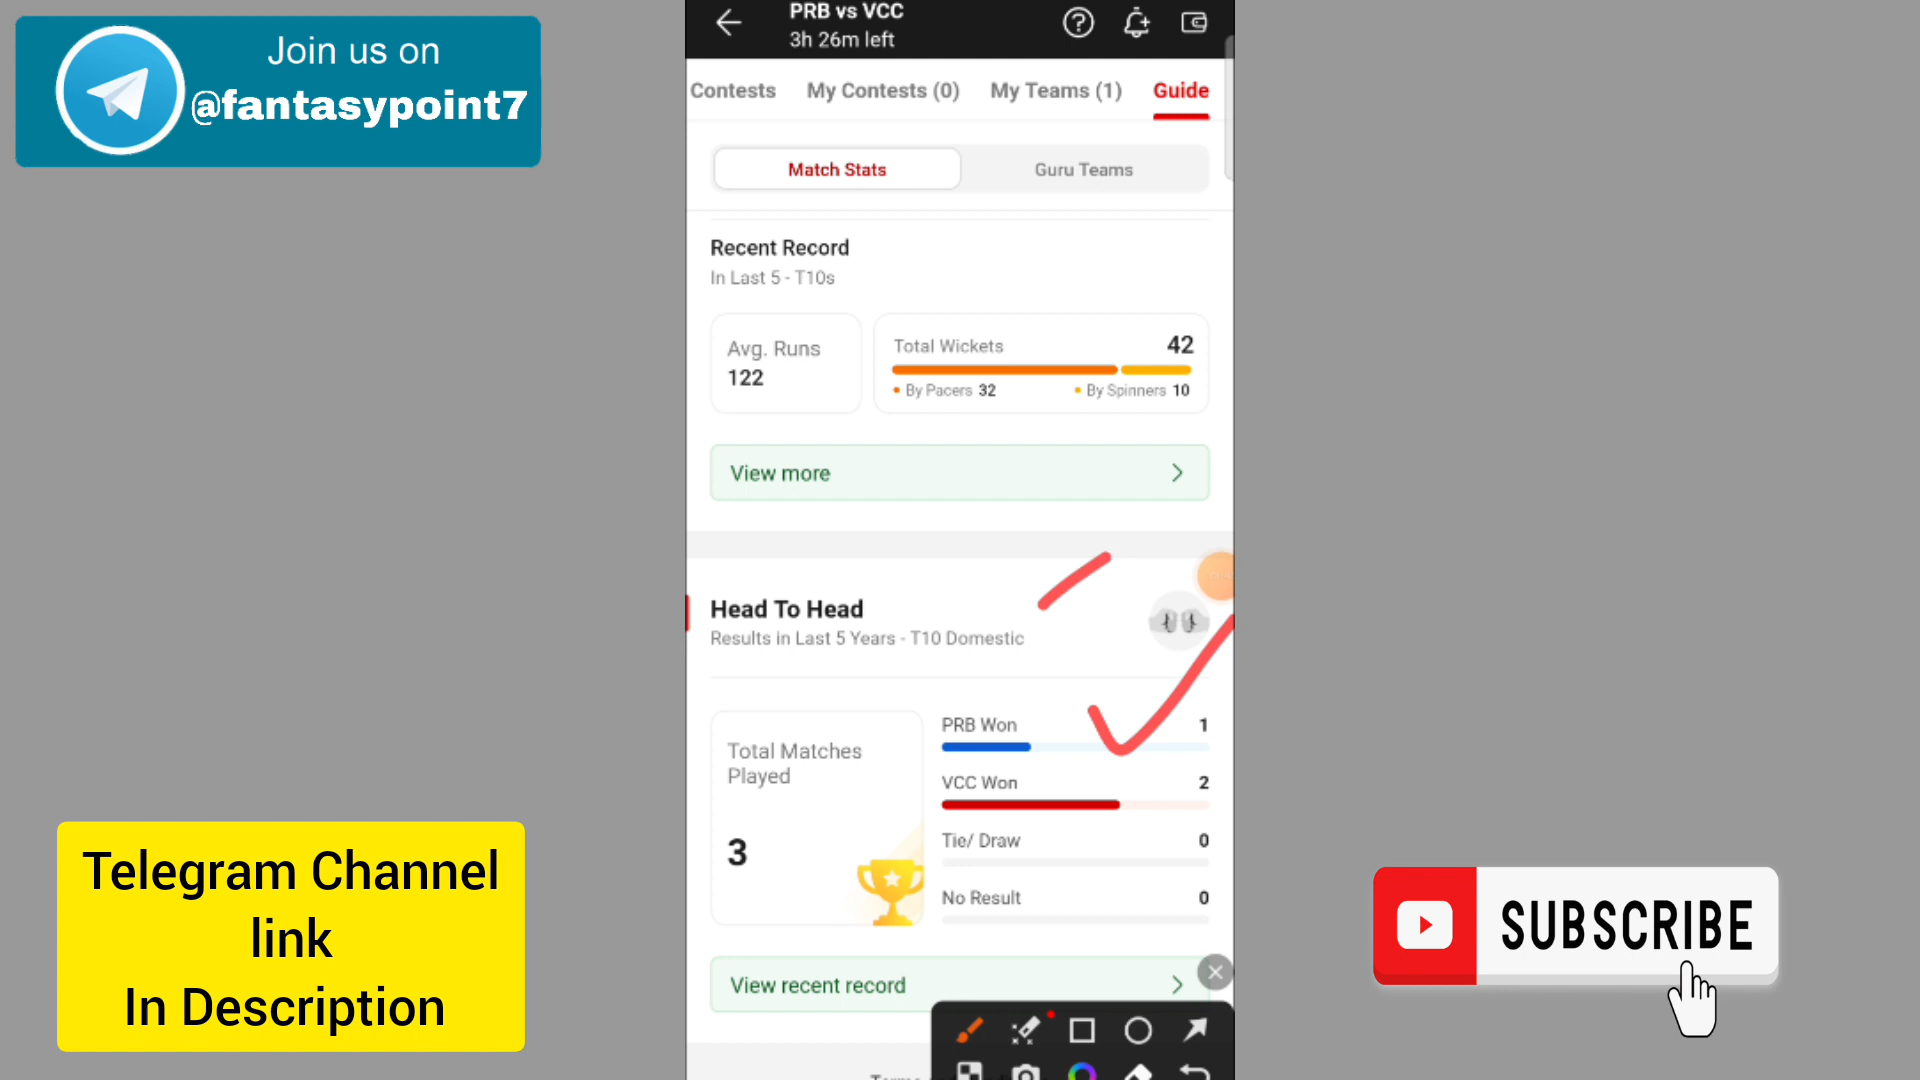 Join us on
@fantasypoint7
PRB vs VCC
3h 26m left
Contests My Contests (0) My Teams (1) Guide
Match Stats Guru Teams
Recent Record
In Last 5 - T10s
Avg. Runs
122
Total Wickets 42
By Pacers 32 By Spinners 10
View more
Head To Head
Results in Last 5 Years - T10 Domestic
Total Matches
Played
3
PRB Won 1
VCC Won 2
Tie/ Draw 0
No Result 0
View recent record
Telegram Channel
link
In Description
SUBSCRIBE